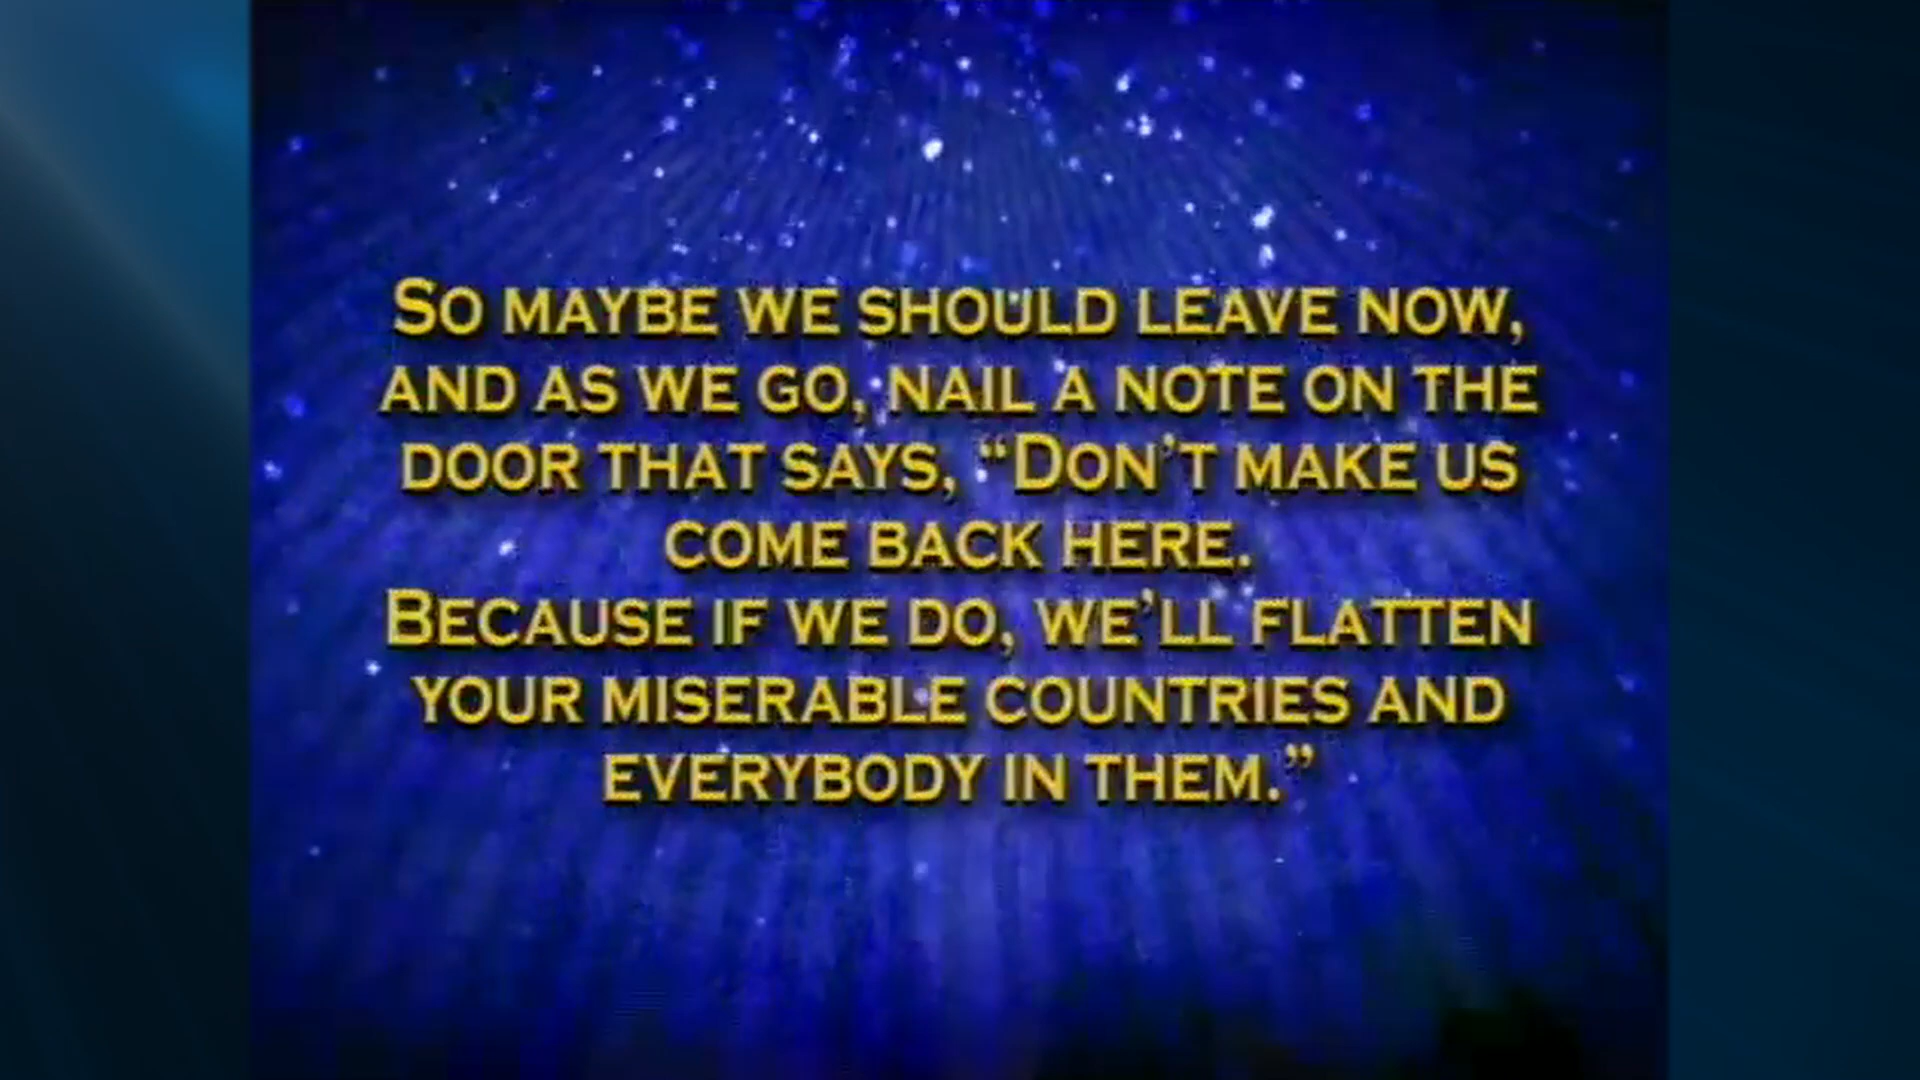 SO MAYBE WE SHOULD LEAVE NOW,
AND AS WE GO, NAIL A NOTE ON THE
DOOR THAT SAYS, “DON’T MAKE US
COME BACK HERE.
BECAUSE IF WE DO, WE’LL FLATTEN
YOUR MISERABLE COUNTRIES AND
EVERYBODY IN THEM.”